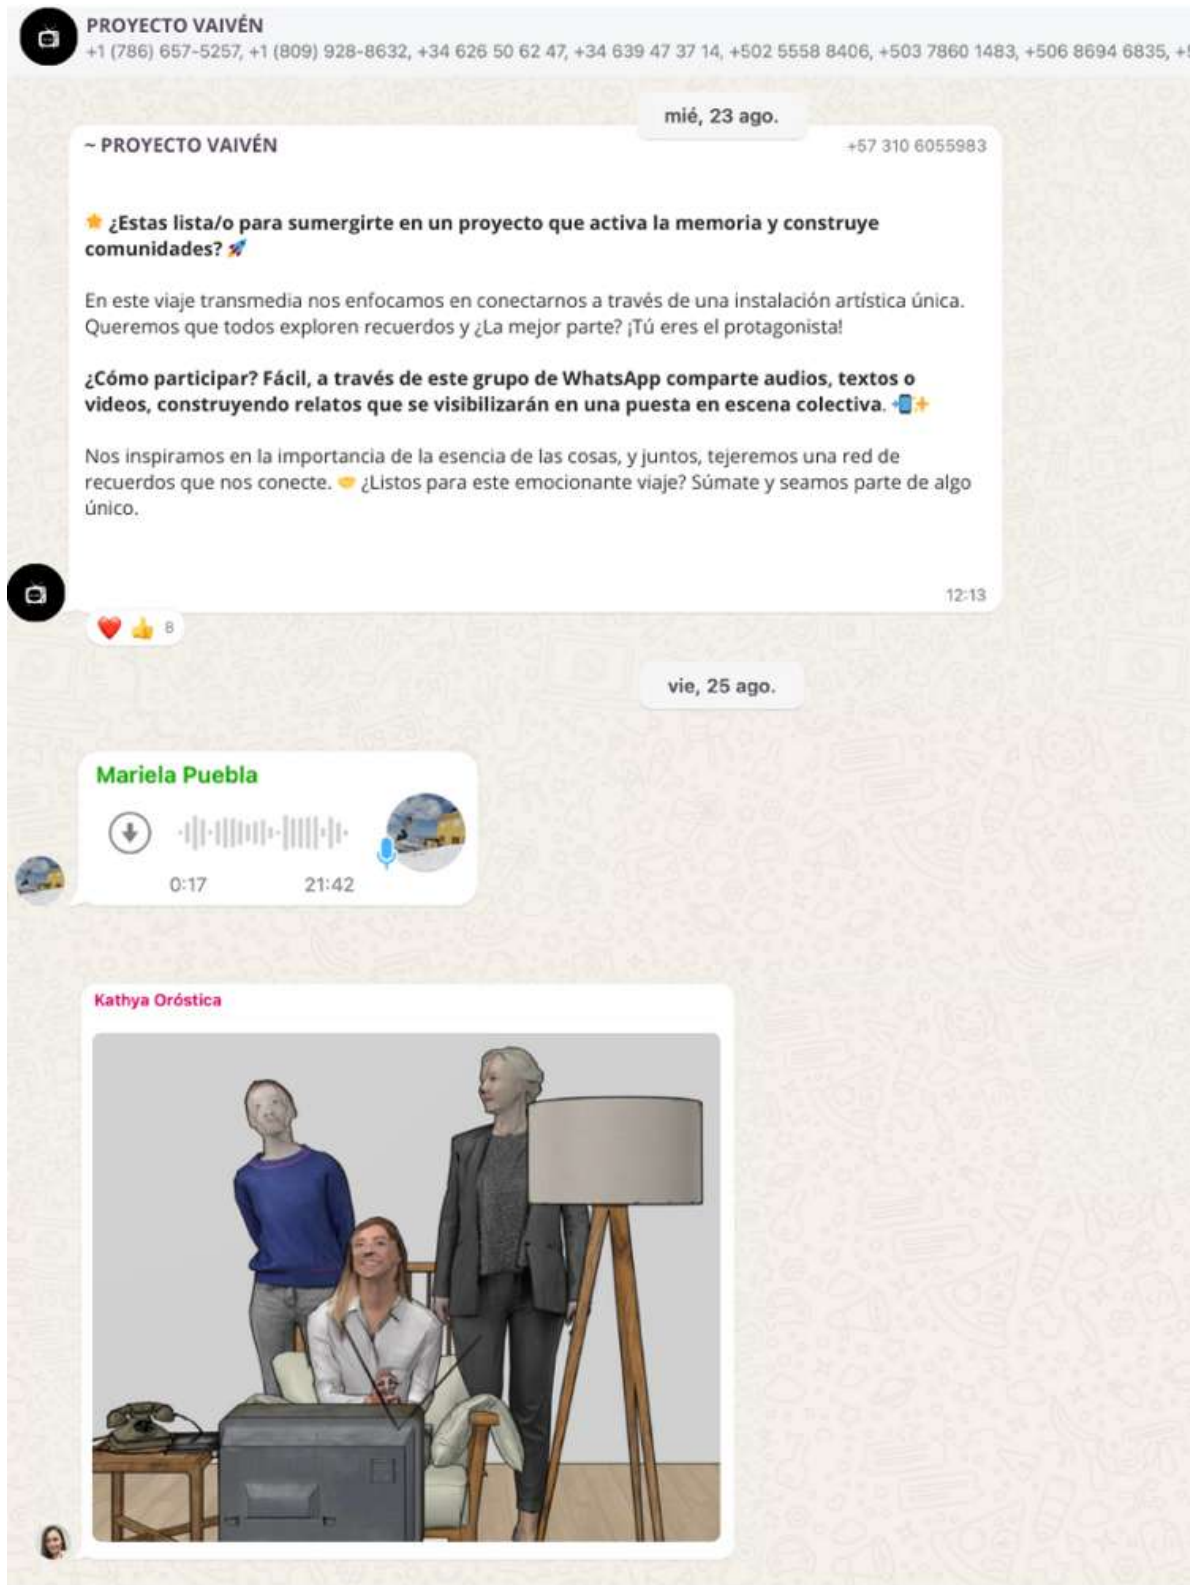 PROYECTO VAIVÉN
+1 (786) 657-5257, +1 (809) 928-8632, +34 626 50 62 47, +34 639 47 37 14, +502 5558 8406, +503 7860 1483, +506 8694 6835, +5
mié, 23 ago.
~ PROYECTO VAIVÉN
+57 310 6055983
¿Estas lista/o para sumergirte en un proyecto que activa la memoria y construye
comunidades?
En este viaje transmedia nos enfocamos en conectarnos a través de una instalación artística única.
Queremos que todos exploren recuerdos y ¿La mejor parte? ¡Tú eres el protagonista!
¿Cómo participar? Fácil, a través de este grupo de WhatsApp comparte audios, textos o
videos, construyendo relatos que se visibilizarán en una puesta en escena colectiva.
Nos inspiramos en la importancia de la esencia de las cosas, y juntos, tejeremos una red de
recuerdos que nos conecte. ¿Listos para este emocionante viaje? Súmate y seamos parte de algo
único.
12:13
8
vie, 25 ago.
Mariela Puebla
0:17 21:42
Kathya Oróstica